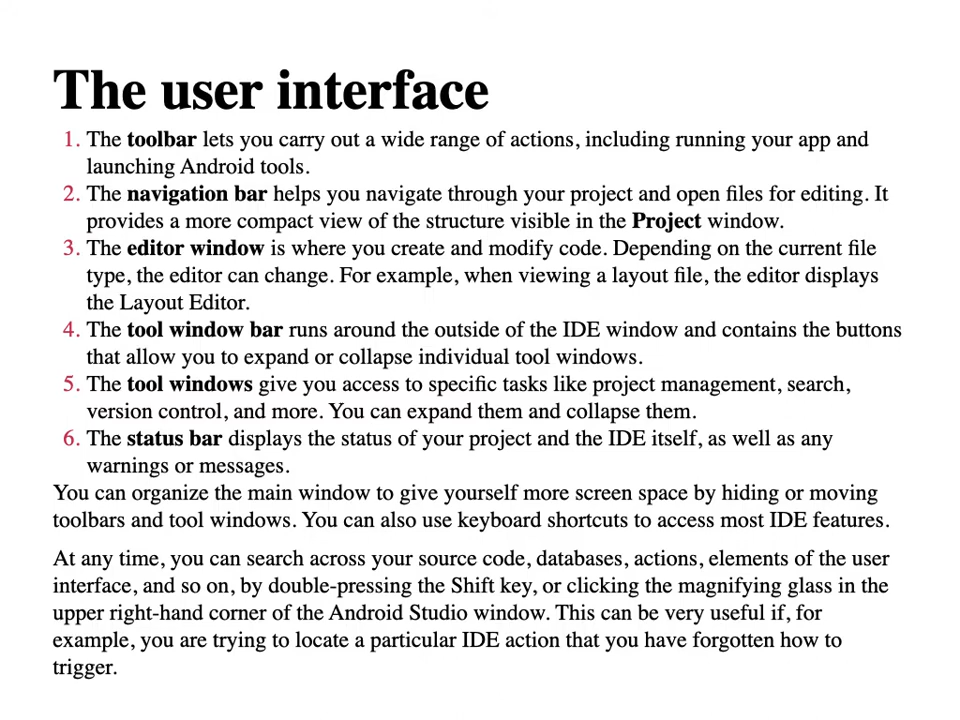 The user interface
1. The toolbar lets you carry out a wide range of actions, including running your app and
launching Android tools.
2. The navigation bar helps you navigate through your project and open files for editing. It
provides a more compact view of the structure visible in the Project window.
3. The editor window is where you create and modify code. Depending on the current file
type, the editor can change. For example, when viewing a layout file, the editor displays
the Layout Editor.
4. The tool window bar runs around the outside of the IDE window and contains the buttons
that allow you to expand or collapse individual tool windows.
5. The tool windows give you access to specific tasks like project management, search,
version control, and more. You can expand them and collapse them.
6. The status bar displays the status of your project and the IDE itself, as well as any
warnings or messages.
You can organize the main window to give yourself more screen space by hiding or moving
toolbars and tool windows. You can also use keyboard shortcuts to access most IDE features.
At any time, you can search across your source code, databases, actions, elements of the user
interface, and so on, by double-pressing the Shift key, or clicking the magnifying glass in the
upper right-hand corner of the Android Studio window. This can be very useful if, for
example, you are trying to locate a particular IDE action that you have forgotten how to
trigger.